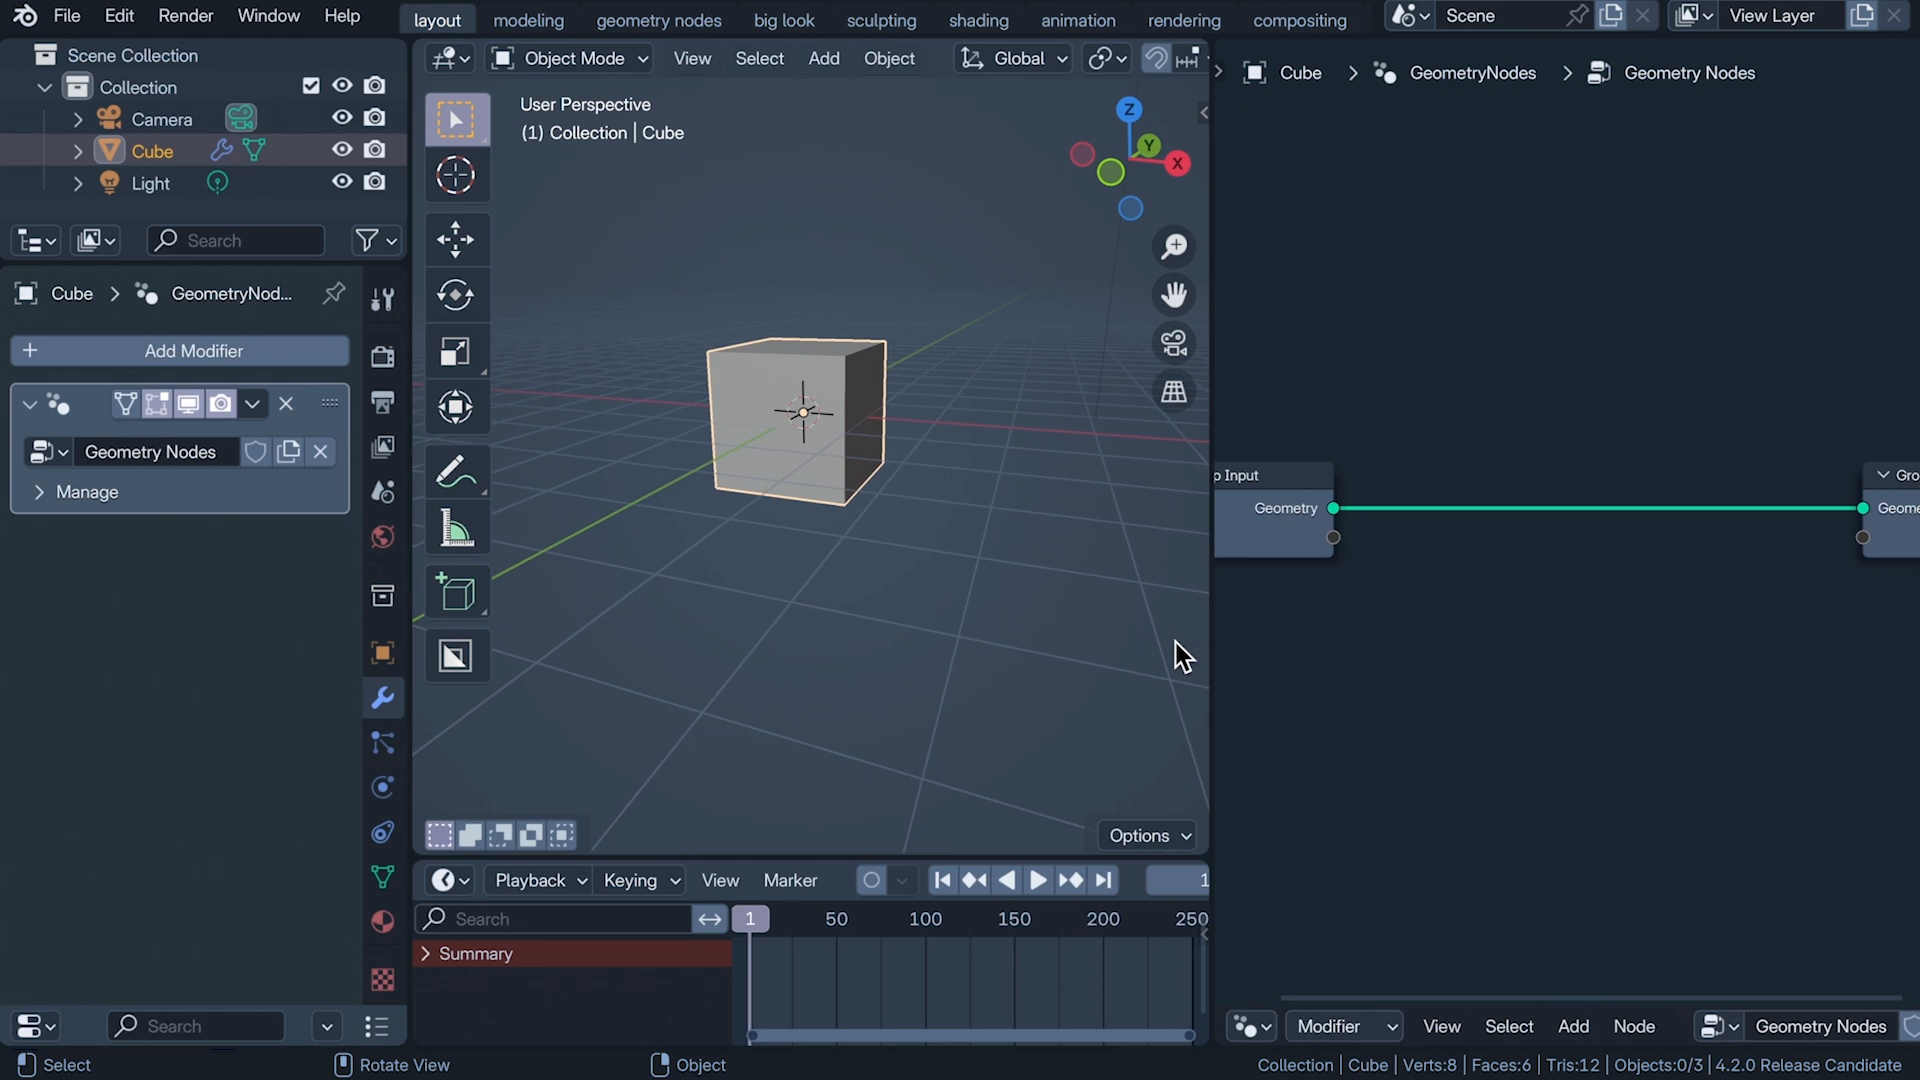 File Edit Render Window Help
layout modeling geometry nodes big look sculpting shading animation rendering compositing
Scene
View Layer
Scene Collection
Collection
Camera
Cube
Light
Search
Cube GeometryNod...
Add Modifier
Geometry Nodes
Manage
Search
Object Mode View Select Add Object Global
User Perspective
(1) Collection | Cube
Z
Y
X
Options
Playback Keying View Marker 1
Search
1 50 100 150 200 250
Summary
Cube GeometryNodes Geometry Nodes
p Input
Geometry
Gro
Geome
Modifier View Select Add Node Geometry Nodes
Select Rotate View Object
Collection | Cube | Verts:8 | Faces:6 | Tris:12 | Objects:0/3 | 4.2.0 Release Candidate